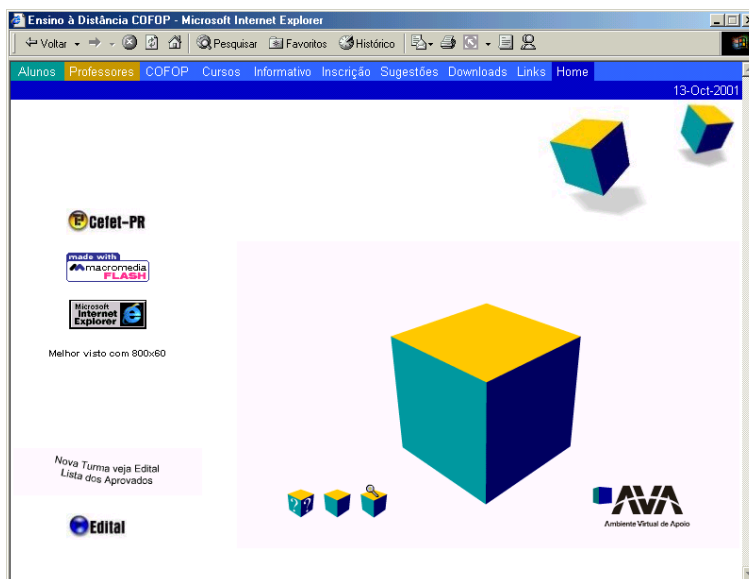 Ensino à Distância COFOP - Microsoft Internet Explorer
Voltar Pesquisar Favoritos Histórico
Alunos Professores COFOP Cursos Informativo Inscrição Sugestões Downloads Links Home
13-Oct-2001
Cefet-PR
made with
macromedia
FLASH
Microsoft
Internet
Explorer
Melhor visto com 800x60
Nova Turma veja Edital
Lista dos Aprovados
Edital
? ?
AVA
Ambiente Virtual de Apoio